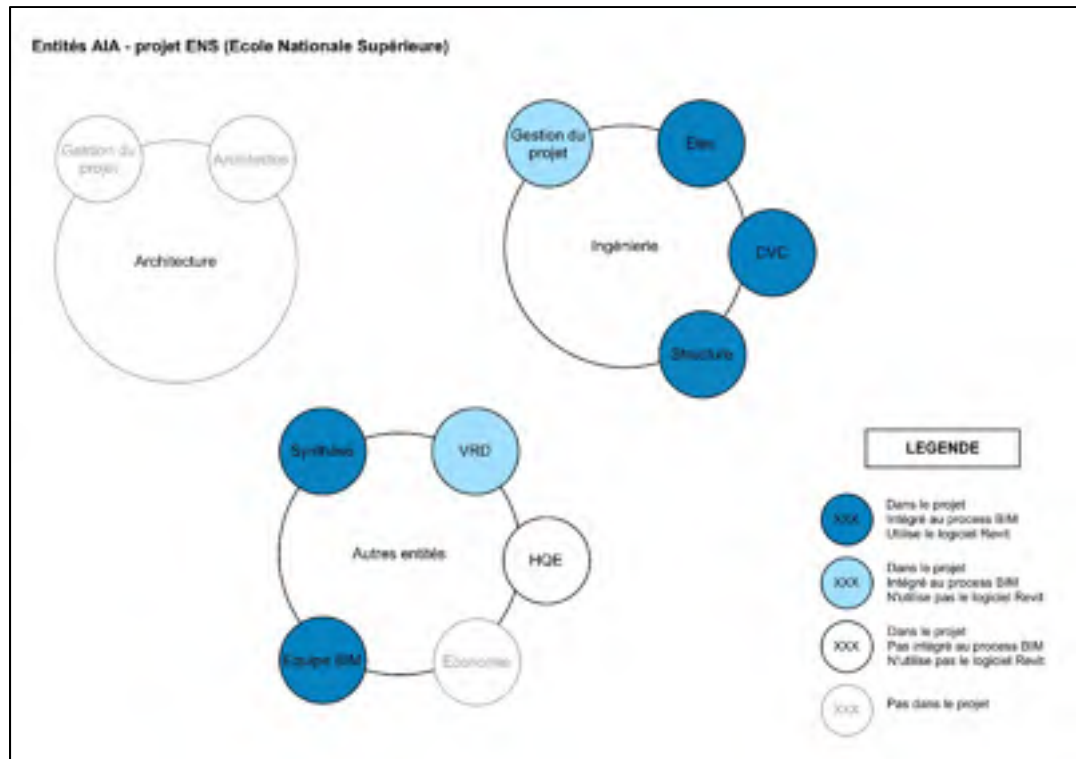 Entités AIA - projet ENS (Ecole Nationale Supérieure)
Gestion du
projet
Architectes
Architecture
Gestion du
projet
Elec
Ingénierie
CVC
Structure
Synthèse
VRD
Autres entités
HQE
Equipe BIM
Economie
LEGENDE
XXX
Dans le projet
Intégré au process BIM
Utilise le logiciel Revit
XXX
Dans le projet
Intégré au process BIM
N'utilise pas le logiciel Revit
XXX
Dans le projet
Pas intégré au process BIM
N'utilise pas le logiciel Revit
XXX
Pas dans le projet